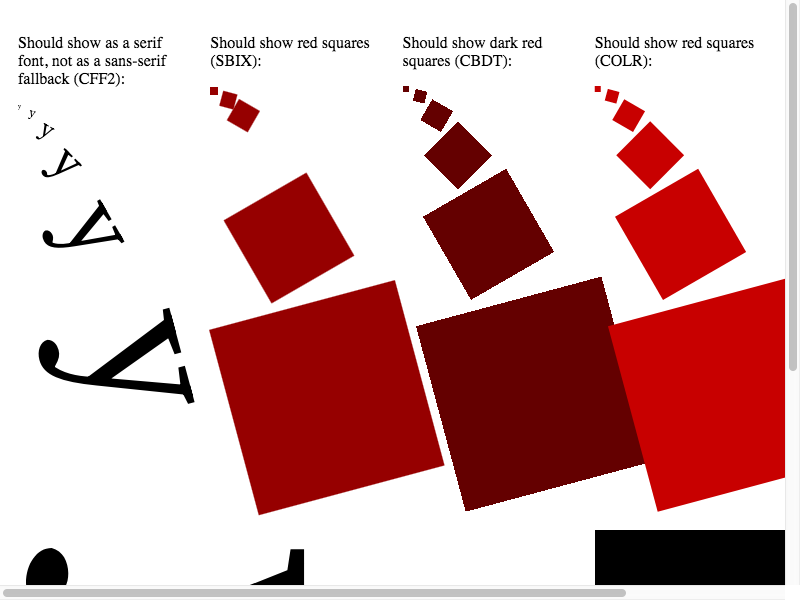 Should show as a serif
font, not as a sans-serif
fallback (CFF2):
y
y
y
y
y
y
Should show red squares
(SBIX):
Should show dark red
squares (CBDT):
Should show red squares
(COLR):